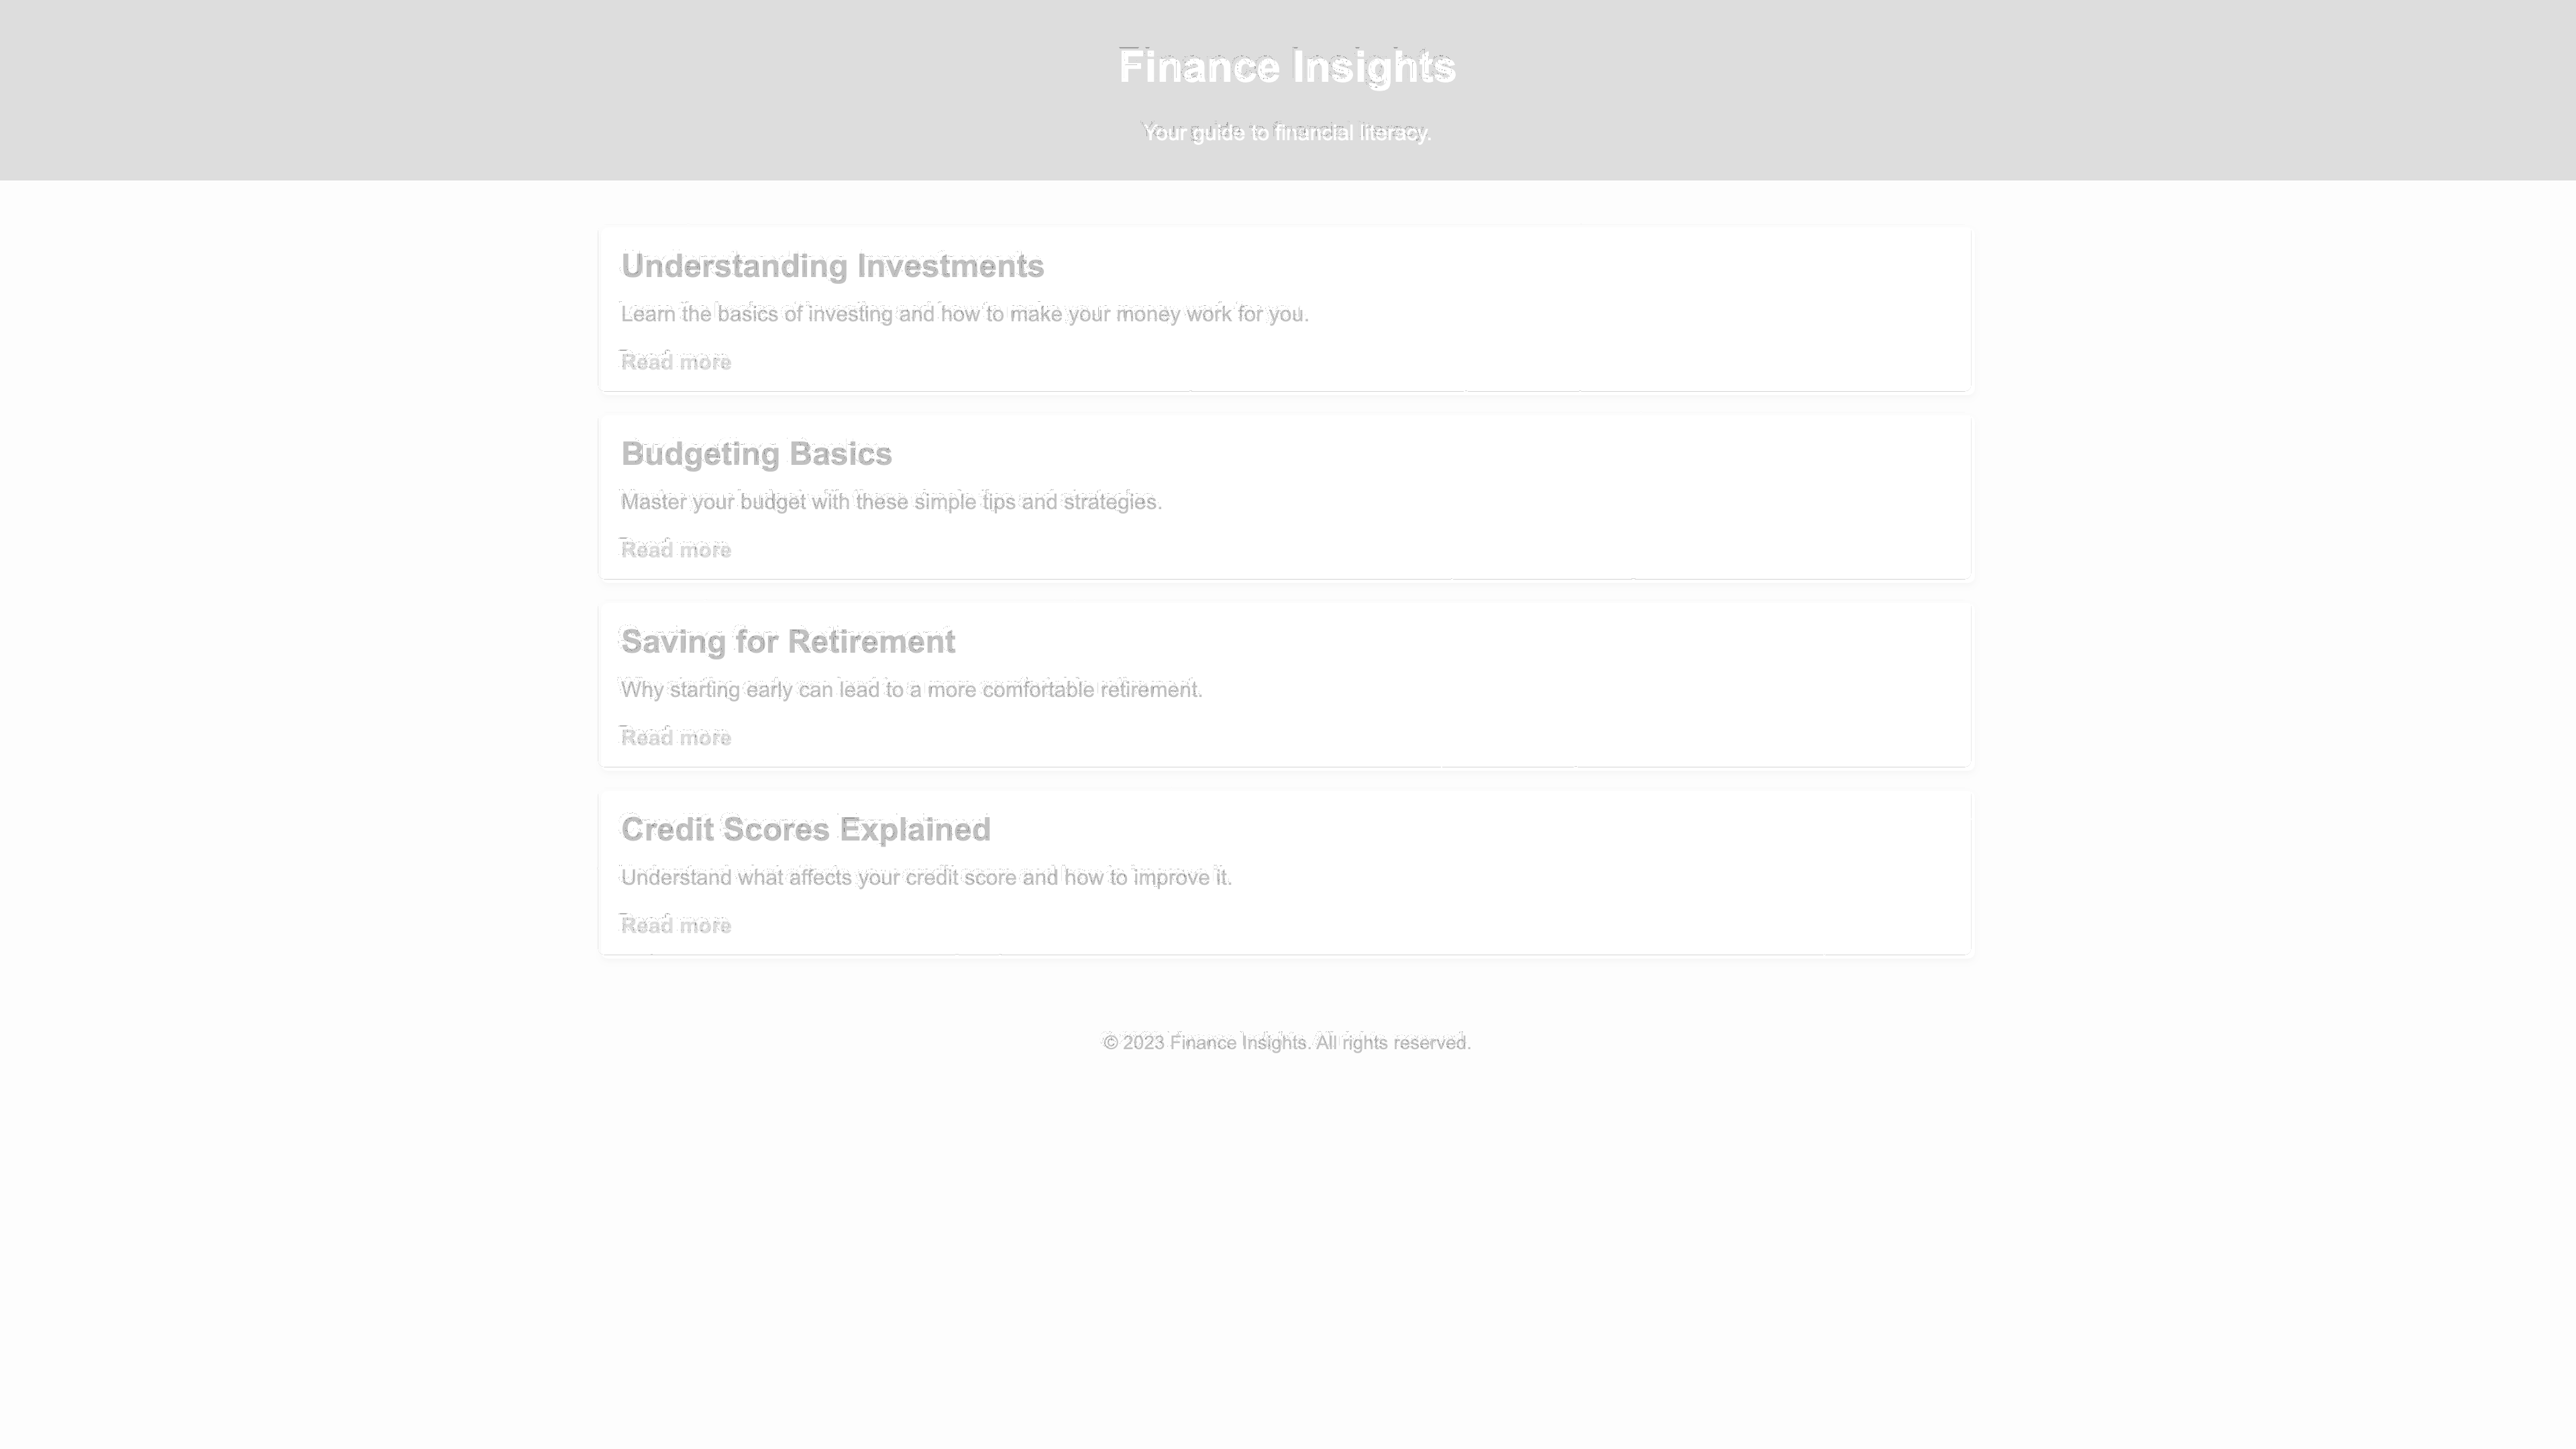 Finance Insights
Your guide to financial literacy.
Understanding Investments
Learn the basics of investing and how to make your money work for you.
Read more
Budgeting Basics
Master your budget with these simple tips and strategies.
Read more
Saving for Retirement
Why starting early can lead to a more comfortable retirement.
Read more
Credit Scores Explained
Understand what affects your credit score and how to improve it.
Read more
© 2023 Finance Insights. All rights reserved.